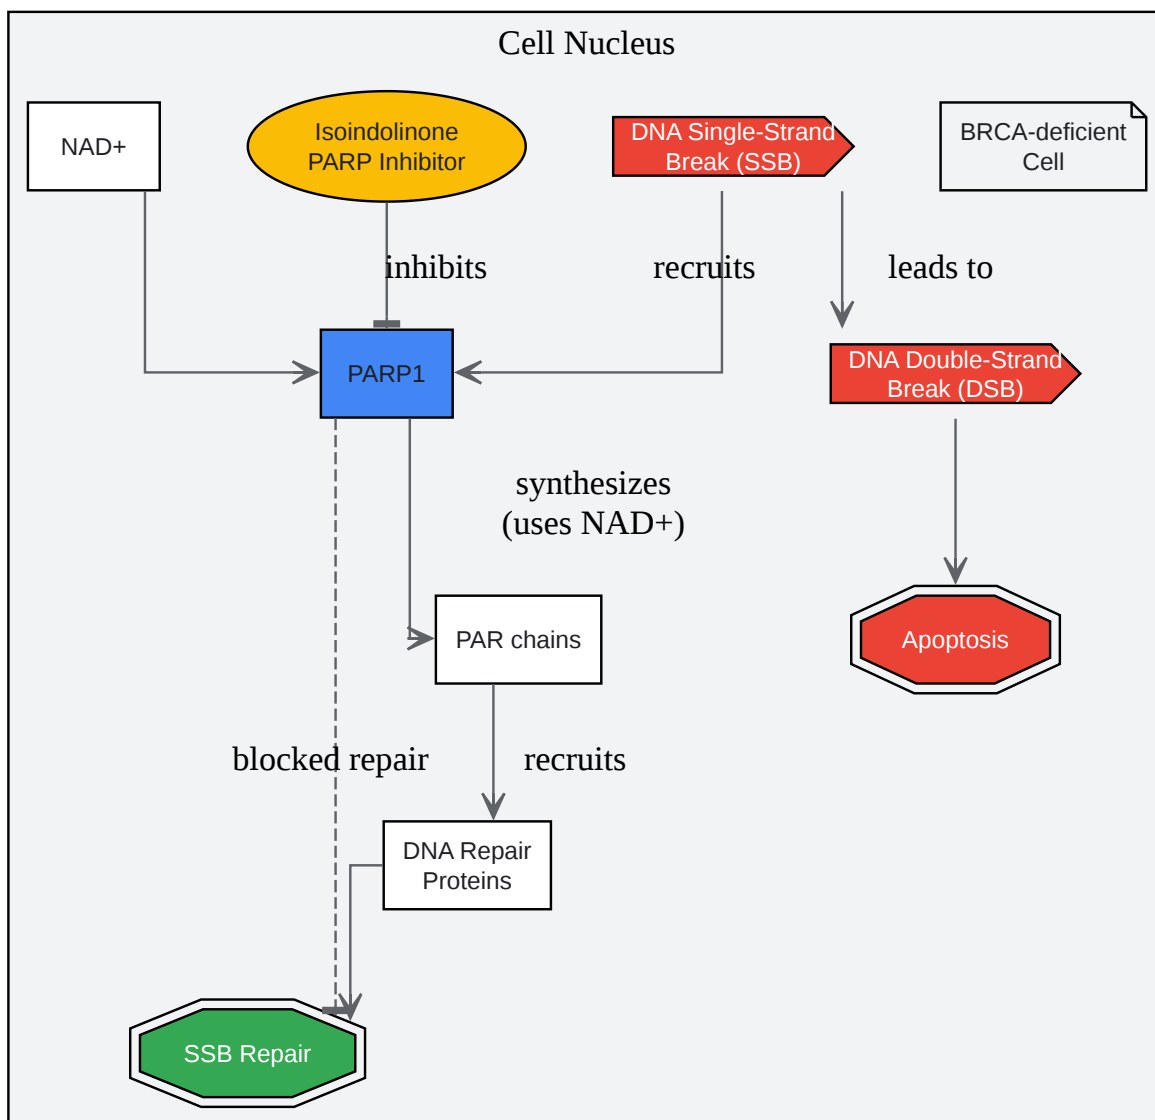 Cell Nucleus
NAD+
Isoindolinone
PARP Inhibitor
DNA Single-Strand
Break (SSB)
BRCA-deficient
Cell
inhibits
recruits
leads to
PARP1
DNA Double-Strand
Break (DSB)
synthesizes
(uses NAD+)
PAR chains
Apoptosis
blocked repair
recruits
DNA Repair
Proteins
SSB Repair